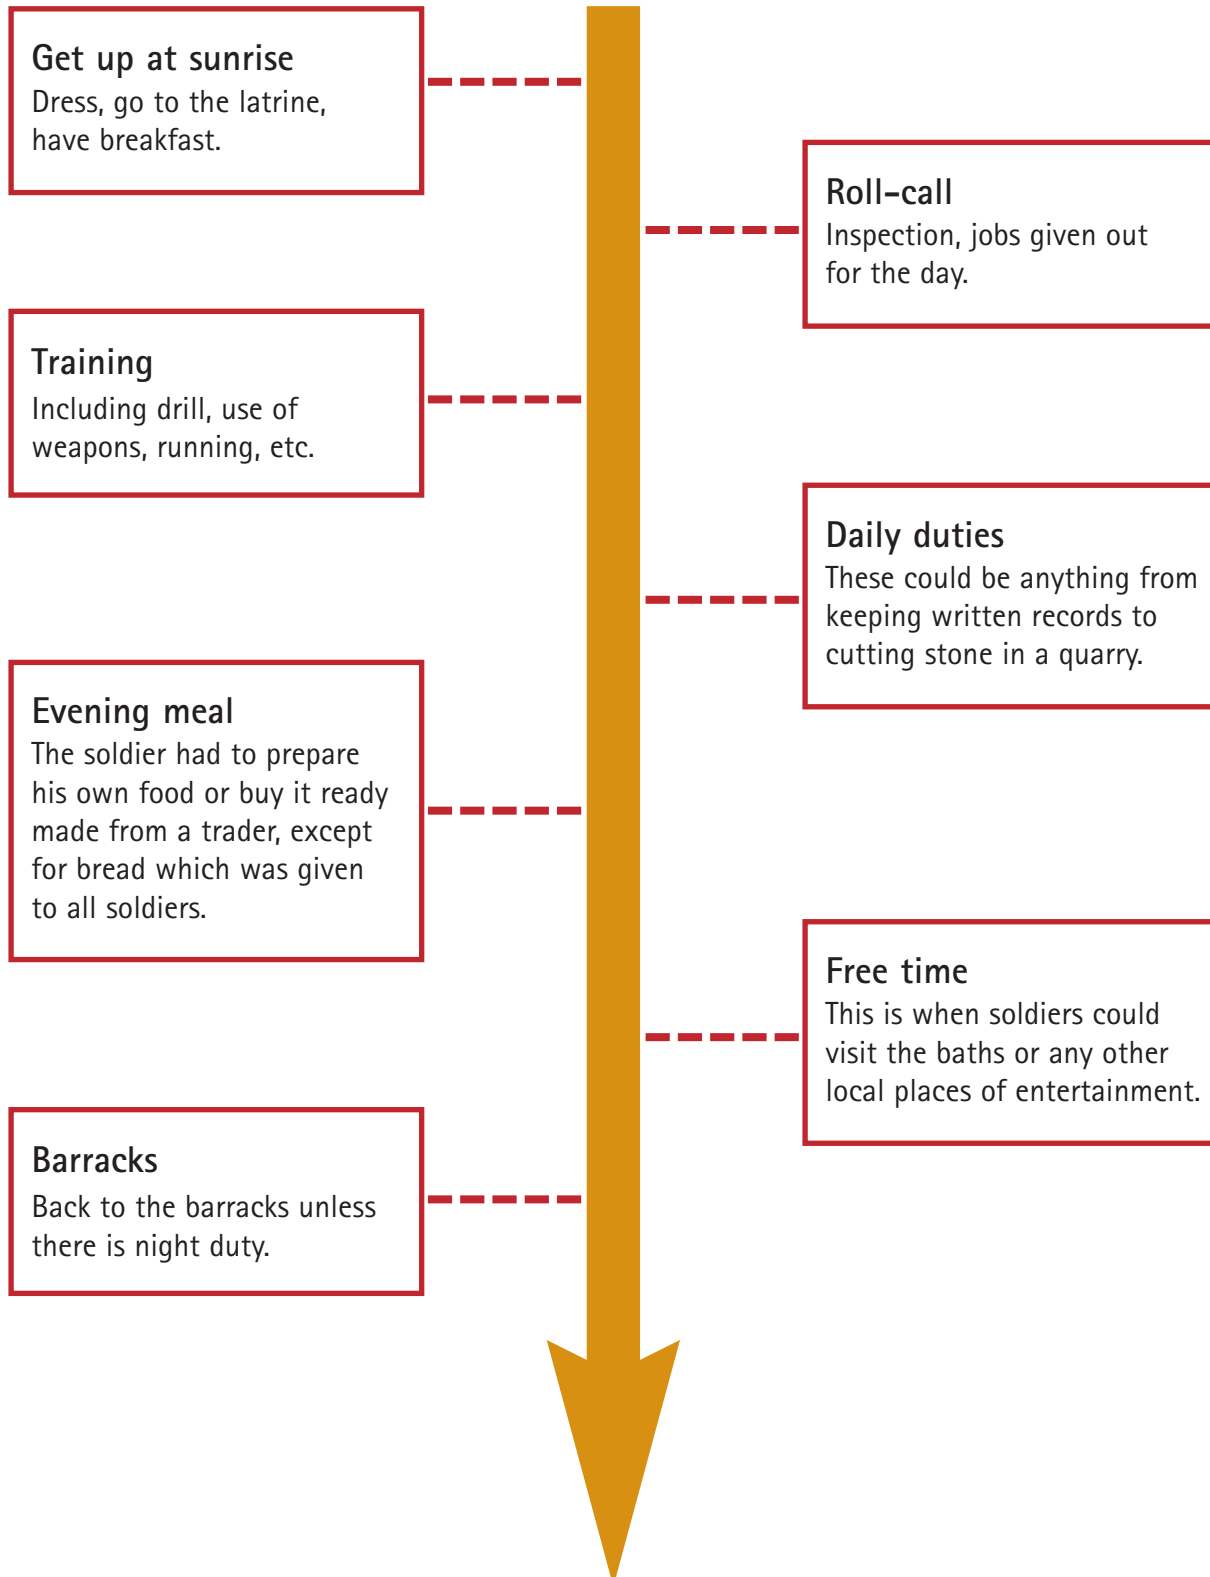 Get up at sunrise
Dress, go to the latrine,
have breakfast.
Roll-call
Inspection, jobs given out
for the day.
Training
Including drill, use of
weapons, running, etc.
Daily duties
These could be anything from
keeping written records to
cutting stone in a quarry.
Evening meal
The soldier had to prepare
his own food or buy it ready
made from a trader, except
for bread which was given
to all soldiers.
Free time
This is when soldiers could
visit the baths or any other
local places of entertainment.
Barracks
Back to the barracks unless
there is night duty.